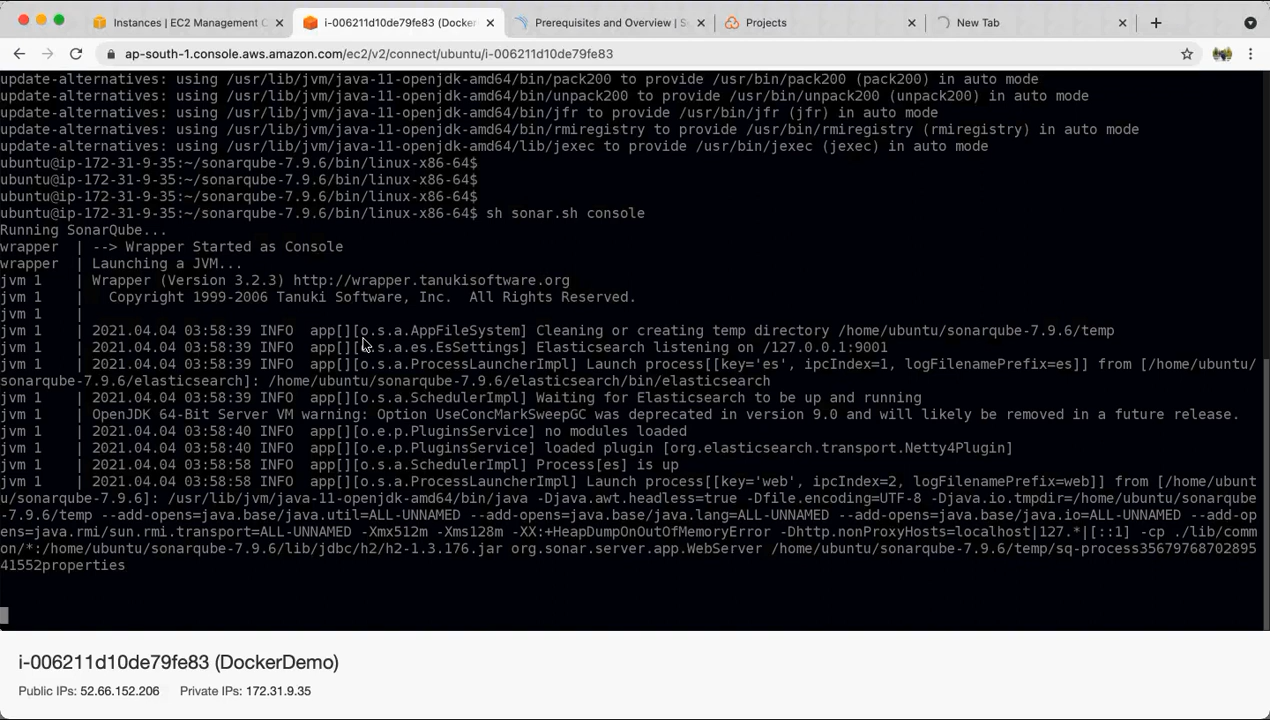 Instances | EC2 Management C
i-006211d10de79fe83 (Docker
Prerequisites and Overview | S
Projects
New Tab
ap-south-1.console.aws.amazon.com/ec2/v2/connect/ubuntu/i-006211d10de79fe83
update-alternatives: using /usr/lib/jvm/java-11-openjdk-amd64/bin/pack200 to provide /usr/bin/pack200 (pack200) in auto mode
update-alternatives: using /usr/lib/jvm/java-11-openjdk-amd64/bin/unpack200 to provide /usr/bin/unpack200 (unpack200) in auto mode
update-alternatives: using /usr/lib/jvm/java-11-openjdk-amd64/bin/jfr to provide /usr/bin/jfr (jfr) in auto mode
update-alternatives: using /usr/lib/jvm/java-11-openjdk-amd64/bin/rmiregistry to provide /usr/bin/rmiregistry (rmiregistry) in auto mode
update-alternatives: using /usr/lib/jvm/java-11-openjdk-amd64/lib/jexec to provide /usr/bin/jexec (jexec) in auto mode
ubuntu@ip-172-31-9-35:~/sonarqube-7.9.6/bin/linux-x86-64$
ubuntu@ip-172-31-9-35:~/sonarqube-7.9.6/bin/linux-x86-64$
ubuntu@ip-172-31-9-35:~/sonarqube-7.9.6/bin/linux-x86-64$
ubuntu@ip-172-31-9-35:~/sonarqube-7.9.6/bin/linux-x86-64$ sh sonar.sh console
Running SonarQube...
wrapper  | --> Wrapper Started as Console
wrapper  | Launching a JVM...
jvm 1    | Wrapper (Version 3.2.3) http://wrapper.tanukisoftware.org
jvm 1    |   Copyright 1999-2006 Tanuki Software, Inc.  All Rights Reserved.
jvm 1    |
jvm 1    | 2021.04.04 03:58:39 INFO  app[][o.s.a.AppFileSystem] Cleaning or creating temp directory /home/ubuntu/sonarqube-7.9.6/temp
jvm 1    | 2021.04.04 03:58:39 INFO  app[][o.s.a.es.EsSettings] Elasticsearch listening on /127.0.0.1:9001
jvm 1    | 2021.04.04 03:58:39 INFO  app[][o.s.a.ProcessLauncherImpl] Launch process[[key='es', ipcIndex=1, logFilenamePrefix=es]] from [/home/ubuntu/
sonarqube-7.9.6/elasticsearch]: /home/ubuntu/sonarqube-7.9.6/elasticsearch/bin/elasticsearch
jvm 1    | 2021.04.04 03:58:39 INFO  app[][o.s.a.SchedulerImpl] Waiting for Elasticsearch to be up and running
jvm 1    | OpenJDK 64-Bit Server VM warning: Option UseConcMarkSweepGC was deprecated in version 9.0 and will likely be removed in a future release.
jvm 1    | 2021.04.04 03:58:40 INFO  app[][o.e.p.PluginsService] no modules loaded
jvm 1    | 2021.04.04 03:58:40 INFO  app[][o.e.p.PluginsService] loaded plugin [org.elasticsearch.transport.Netty4Plugin]
jvm 1    | 2021.04.04 03:58:58 INFO  app[][o.s.a.SchedulerImpl] Process[es] is up
jvm 1    | 2021.04.04 03:58:58 INFO  app[][o.s.a.ProcessLauncherImpl] Launch process[[key='web', ipcIndex=2, logFilenamePrefix=web]] from [/home/ubunt
u/sonarqube-7.9.6]: /usr/lib/jvm/java-11-openjdk-amd64/bin/java -Djava.awt.headless=true -Dfile.encoding=UTF-8 -Djava.io.tmpdir=/home/ubuntu/sonarqube
-7.9.6/temp --add-opens=java.base/java.util=ALL-UNNAMED --add-opens=java.base/java.lang=ALL-UNNAMED --add-opens=java.base/java.io=ALL-UNNAMED --add-op
ens=java.rmi/sun.rmi.transport=ALL-UNNAMED -Xmx512m -Xms128m -XX:+HeapDumpOnOutOfMemoryError -Dhttp.nonProxyHosts=localhost|127.*|[::1] -cp ./lib/comm
on/*:/home/ubuntu/sonarqube-7.9.6/lib/jdbc/h2/h2-1.3.176.jar org.sonar.server.app.WebServer /home/ubuntu/sonarqube-7.9.6/temp/sq-process35679768702895
41552properties
i-006211d10de79fe83 (DockerDemo)
Public IPs: 52.66.152.206
Private IPs: 172.31.9.35